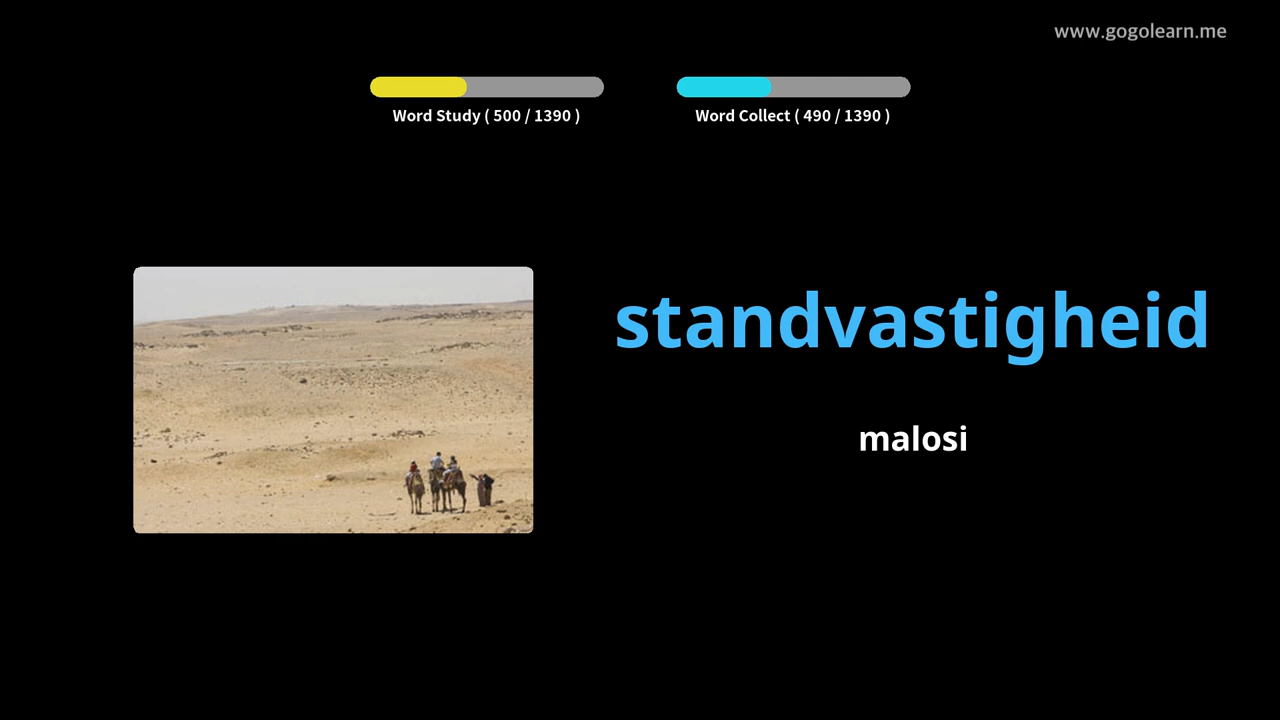 www.gogolearn.me
Word Study ( 500 / 1390 )
Word Collect ( 490 / 1390 )
standvastigheid
malosi